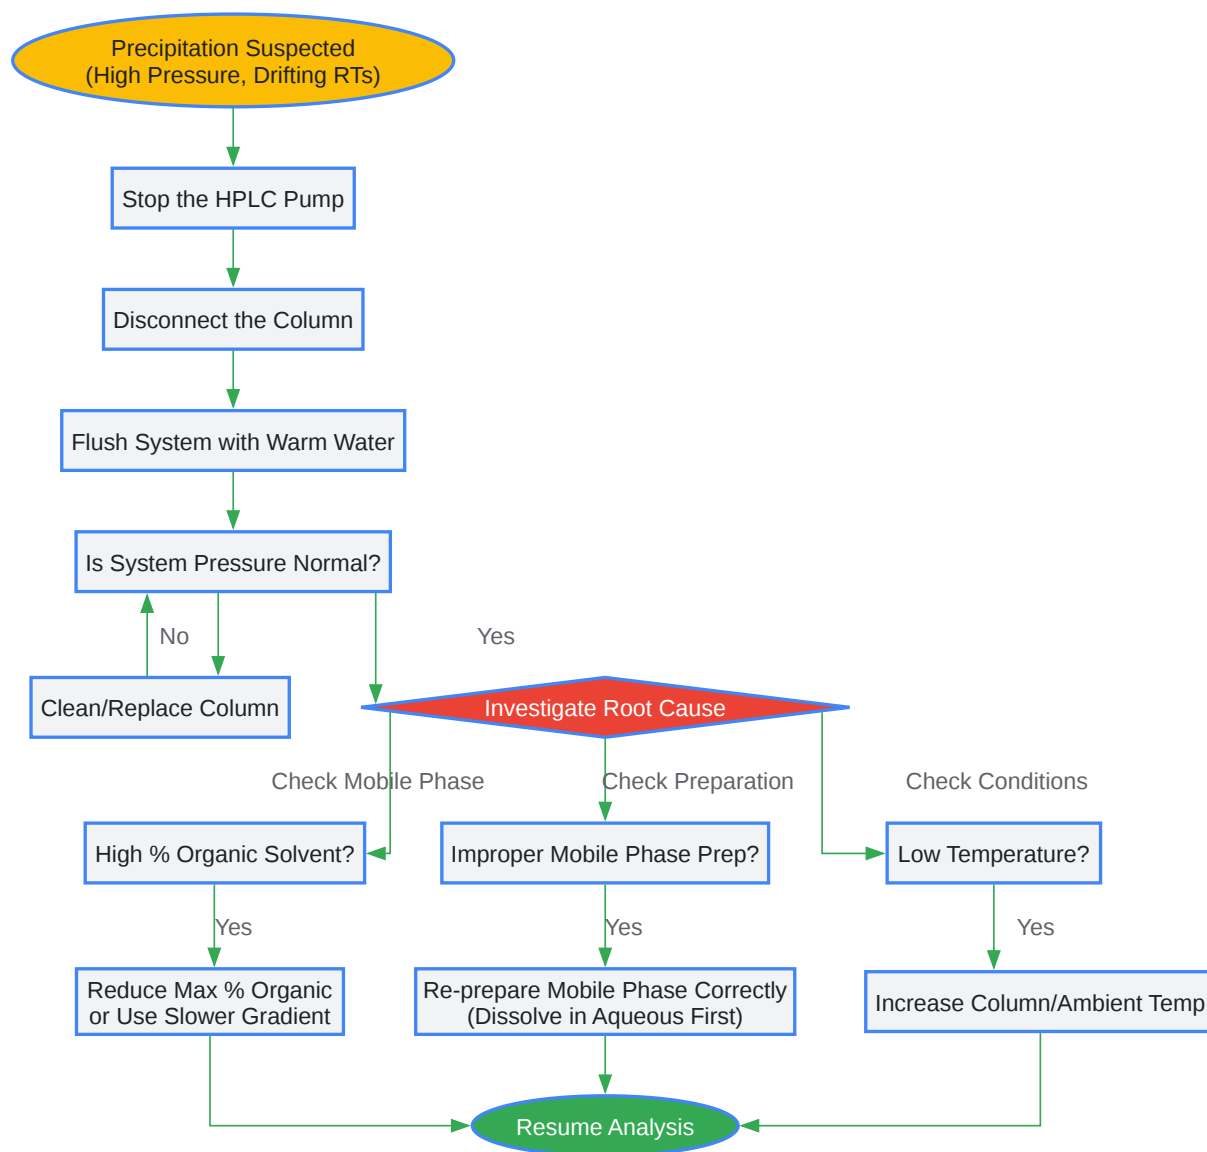 Precipitation Suspected
(High Pressure, Drifting RTs)
Stop the HPLC Pump
Disconnect the Column
Flush System with Warm Water
Is System Pressure Normal?
No
Yes
Clean/Replace Column
Investigate Root Cause
Check Mobile Phase
Check Preparation
Check Conditions
High % Organic Solvent?
Improper Mobile Phase Prep?
Low Temperature?
Yes
Yes
Yes
Reduce Max % Organic
or Use Slower Gradient
Re-prepare Mobile Phase Correctly
(Dissolve in Aqueous First)
Increase Column/Ambient Temp
Resume Analysis